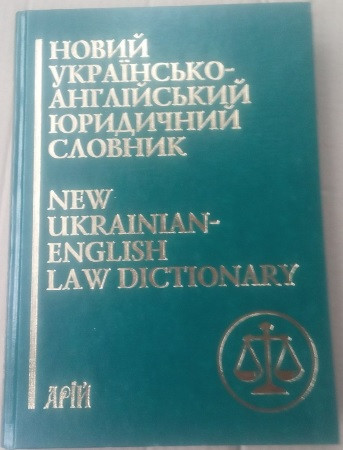 НОВИЙ
УКРАЇНСЬКО-
АНГЛІЙСЬКИЙ
ЮРИДИЧНИЙ
СЛОВНИК
NEW
UKRAINIAN-
ENGLISH
LAW DICTIONARY
АРІЙ